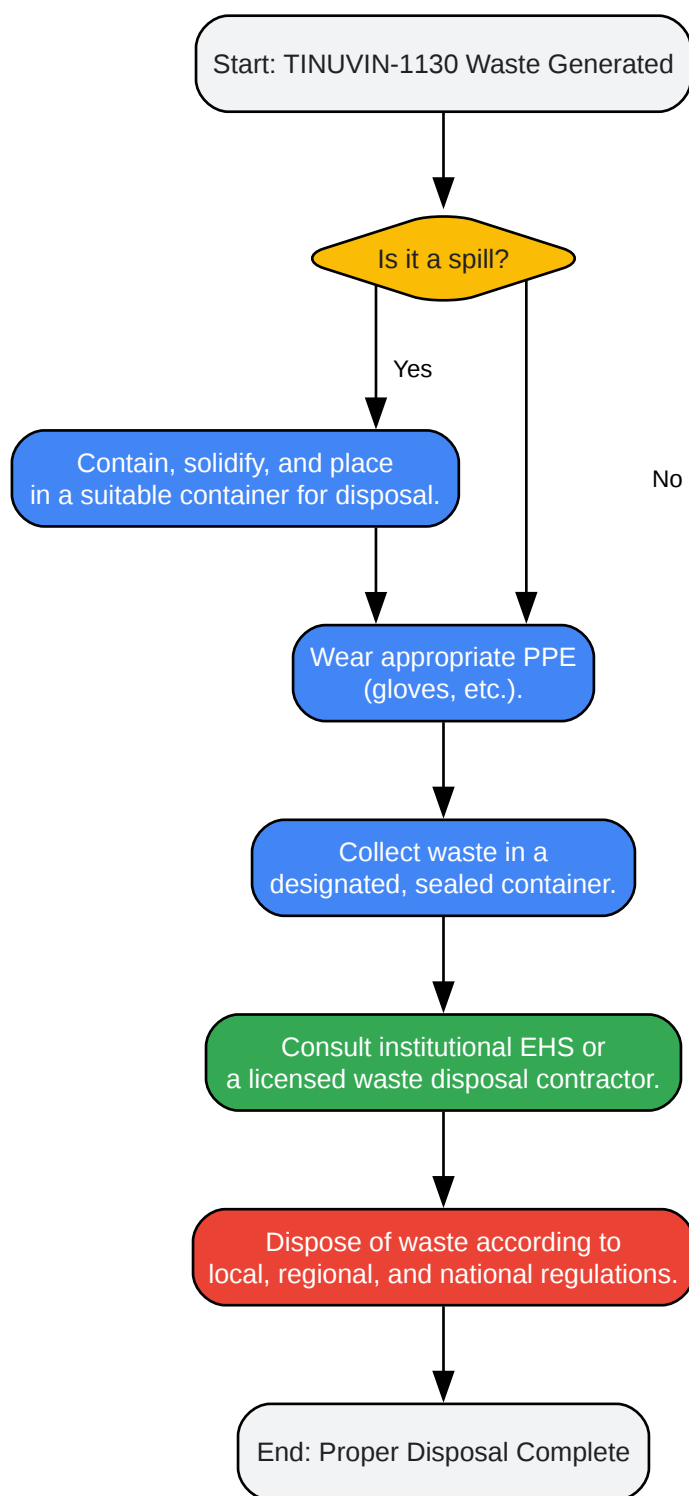 Start: TINUVIN-1130 Waste Generated
Is it a spill?
Yes
Contain, solidify, and place
in a suitable container for disposal.
No
Wear appropriate PPE
(gloves, etc.).
Collect waste in a
designated, sealed container.
Consult institutional EHS or
a licensed waste disposal contractor.
Dispose of waste according to
local, regional, and national regulations.
End: Proper Disposal Complete